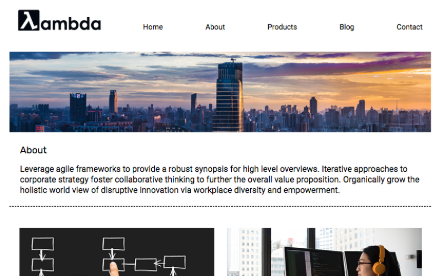 λambda
Home About Products Blog Contact
About
Leverage agile frameworks to provide a robust synopsis for high level overviews. Iterative approaches to
corporate strategy foster collaborative thinking to further the overall value proposition. Organically grow the
holistic world view of disruptive innovation via workplace diversity and empowerment.